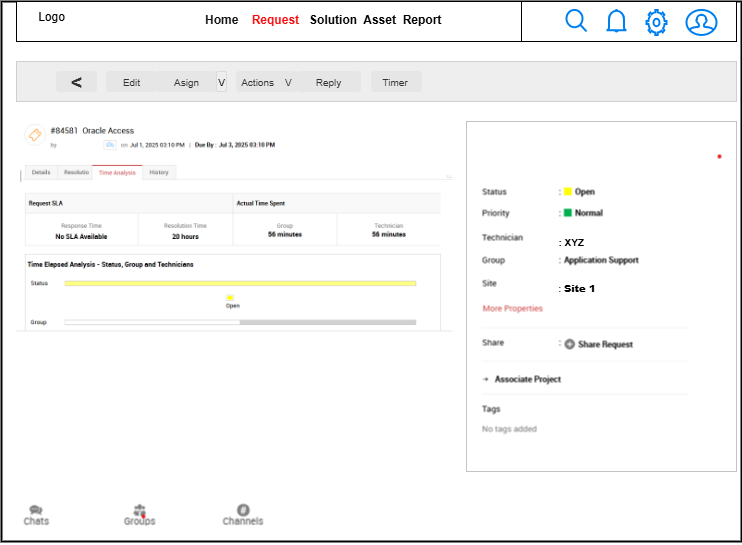 Logo
Home Request Solution Asset Report
< Edit Asign V Actions V Reply Timer
#84581 Oracle Access
by on Jul 1, 2025 03:10 PM | Due By : Jul 3, 2025 03:10 PM
Details Resolutio Time Analysis History
Request SLA Actual Time Spent
Response Time Resolution Time Group Technician
No SLA Available 20 hours 56 minutes 56 minutes
Time Elapsed Analysis - Status, Group and Technicians
Status
Open
Group
Status : Open
Priority : Normal
Technician : XYZ
Group : Application Support
Site : Site 1
More Properties
Share : Share Request
→ Associate Project
Tags
No tags added
Chats Groups Channels